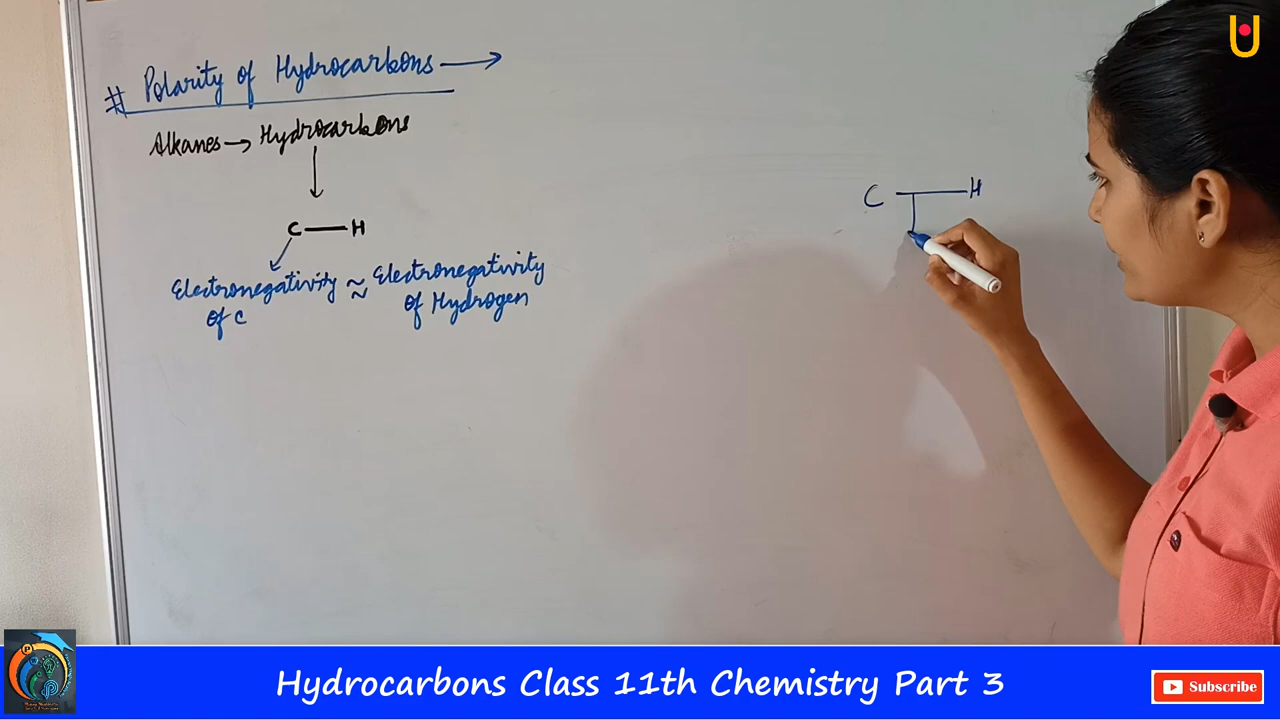 # Polarity of Hydrocarbons →
Alkanes → Hydrocarbons
↓
C — H
Electronegativity ≈ Electronegativity
of C of Hydrogen
C — H
Hydrocarbons Class 11th Chemistry Part 3
Subscribe